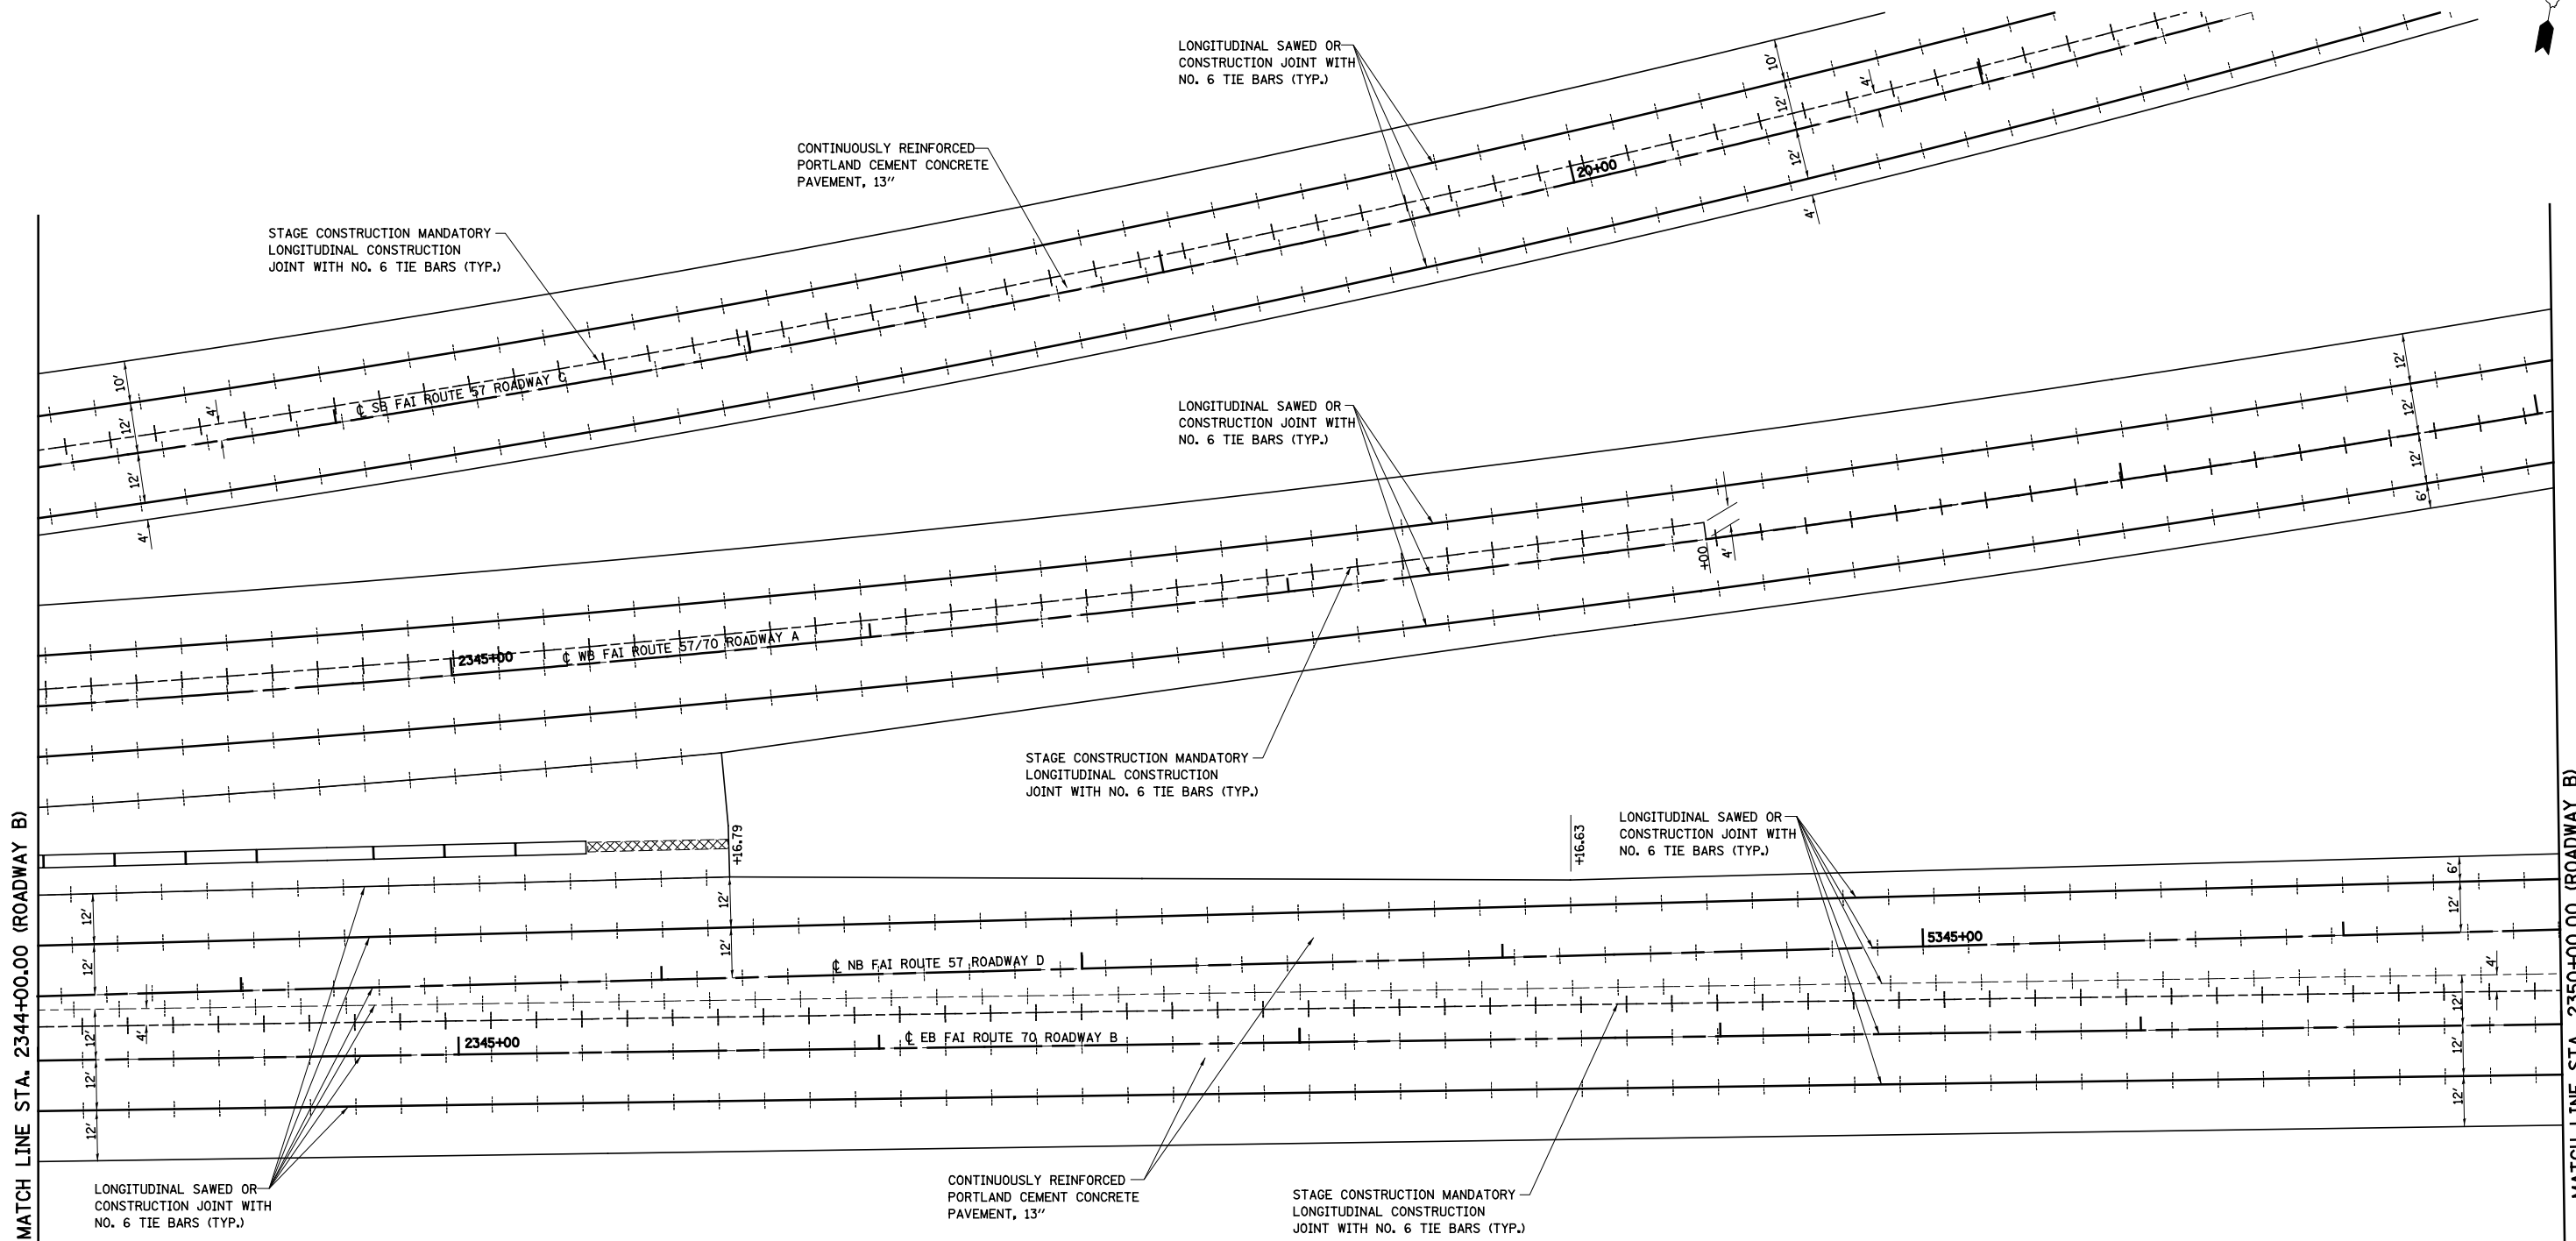 LONGITUDINAL SAWED OR
CONSTRUCTION JOINT WITH
NO. 6 TIE BARS (TYP.)
10'
12'
12'
4'
4'
CONTINUOUSLY REINFORCED
PORTLAND CEMENT CONCRETE
PAVEMENT, 13"
20+00
STAGE CONSTRUCTION MANDATORY
LONGITUDINAL CONSTRUCTION
JOINT WITH NO. 6 TIE BARS (TYP.)
10'
12'
12'
4'
4'
℄ SB FAI ROUTE 57 ROADWAY C
LONGITUDINAL SAWED OR
CONSTRUCTION JOINT WITH
NO. 6 TIE BARS (TYP.)
12'
12'
12'
6'
+00
4'
2345+00
℄ WB FAI ROUTE 57/70 ROADWAY A
STAGE CONSTRUCTION MANDATORY
LONGITUDINAL CONSTRUCTION
JOINT WITH NO. 6 TIE BARS (TYP.)
+16.79
+16.63
LONGITUDINAL SAWED OR
CONSTRUCTION JOINT WITH
NO. 6 TIE BARS (TYP.)
6'
12'
12'
12'
12'
12'
5345+00
℄ NB FAI ROUTE 57 ROADWAY D
4'
4'
12'
12'
12'
12'
12'
12'
2345+00
℄ EB FAI ROUTE 70 ROADWAY B
CONTINUOUSLY REINFORCED
PORTLAND CEMENT CONCRETE
PAVEMENT, 13"
LONGITUDINAL SAWED OR
CONSTRUCTION JOINT WITH
NO. 6 TIE BARS (TYP.)
STAGE CONSTRUCTION MANDATORY
LONGITUDINAL CONSTRUCTION
JOINT WITH NO. 6 TIE BARS (TYP.)
MATCH LINE STA. 2344+00.00 (ROADWAY B)
MATCH LINE STA. 2350+00.00 (ROADWAY B)